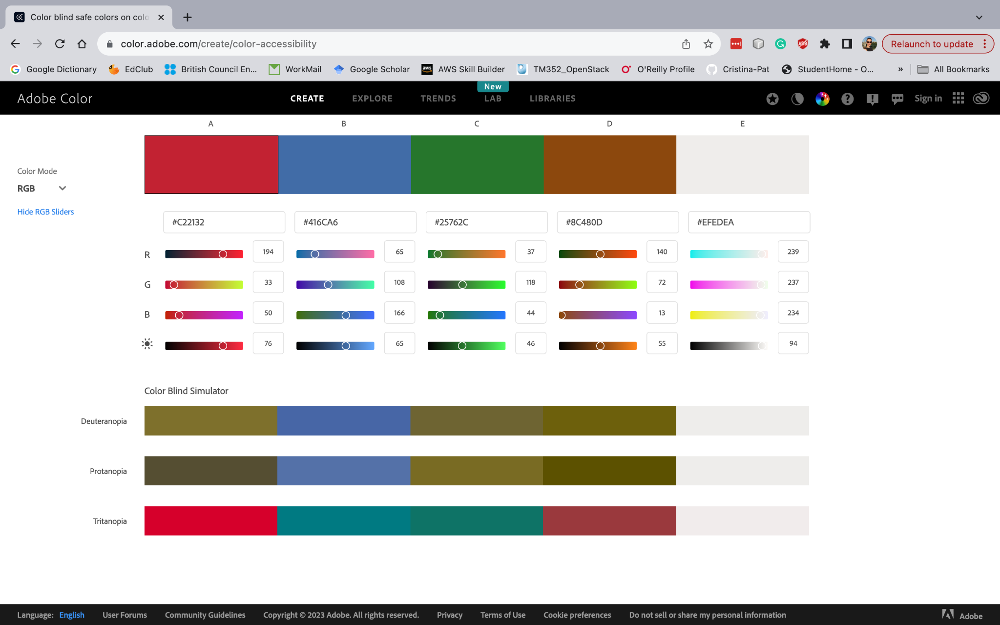 Color blind safe colors on colo
color.adobe.com/create/color-accessibility
Relaunch to update
Google Dictionary EdClub British Council En... WorkMail Google Scholar AWS Skill Builder TM352_OpenStack O'Reilly Profile Cristina-Pat StudentHome - O... » All Bookmarks
New
Adobe Color CREATE EXPLORE TRENDS LAB LIBRARIES Sign in
A B C D E
Color Mode
RGB
Hide RGB Sliders
#C22132 #416CA6 #25762C #8C480D #EFEDEA
R 194 65 37 140 239
G 33 108 118 72 237
B 50 166 44 13 234
76 65 46 55 94
Color Blind Simulator
Deuteranopia
Protanopia
Tritanopia
Language: English User Forums Community Guidelines Copyright © 2023 Adobe. All rights reserved. Privacy Terms of Use Cookie preferences Do not sell or share my personal information Adobe